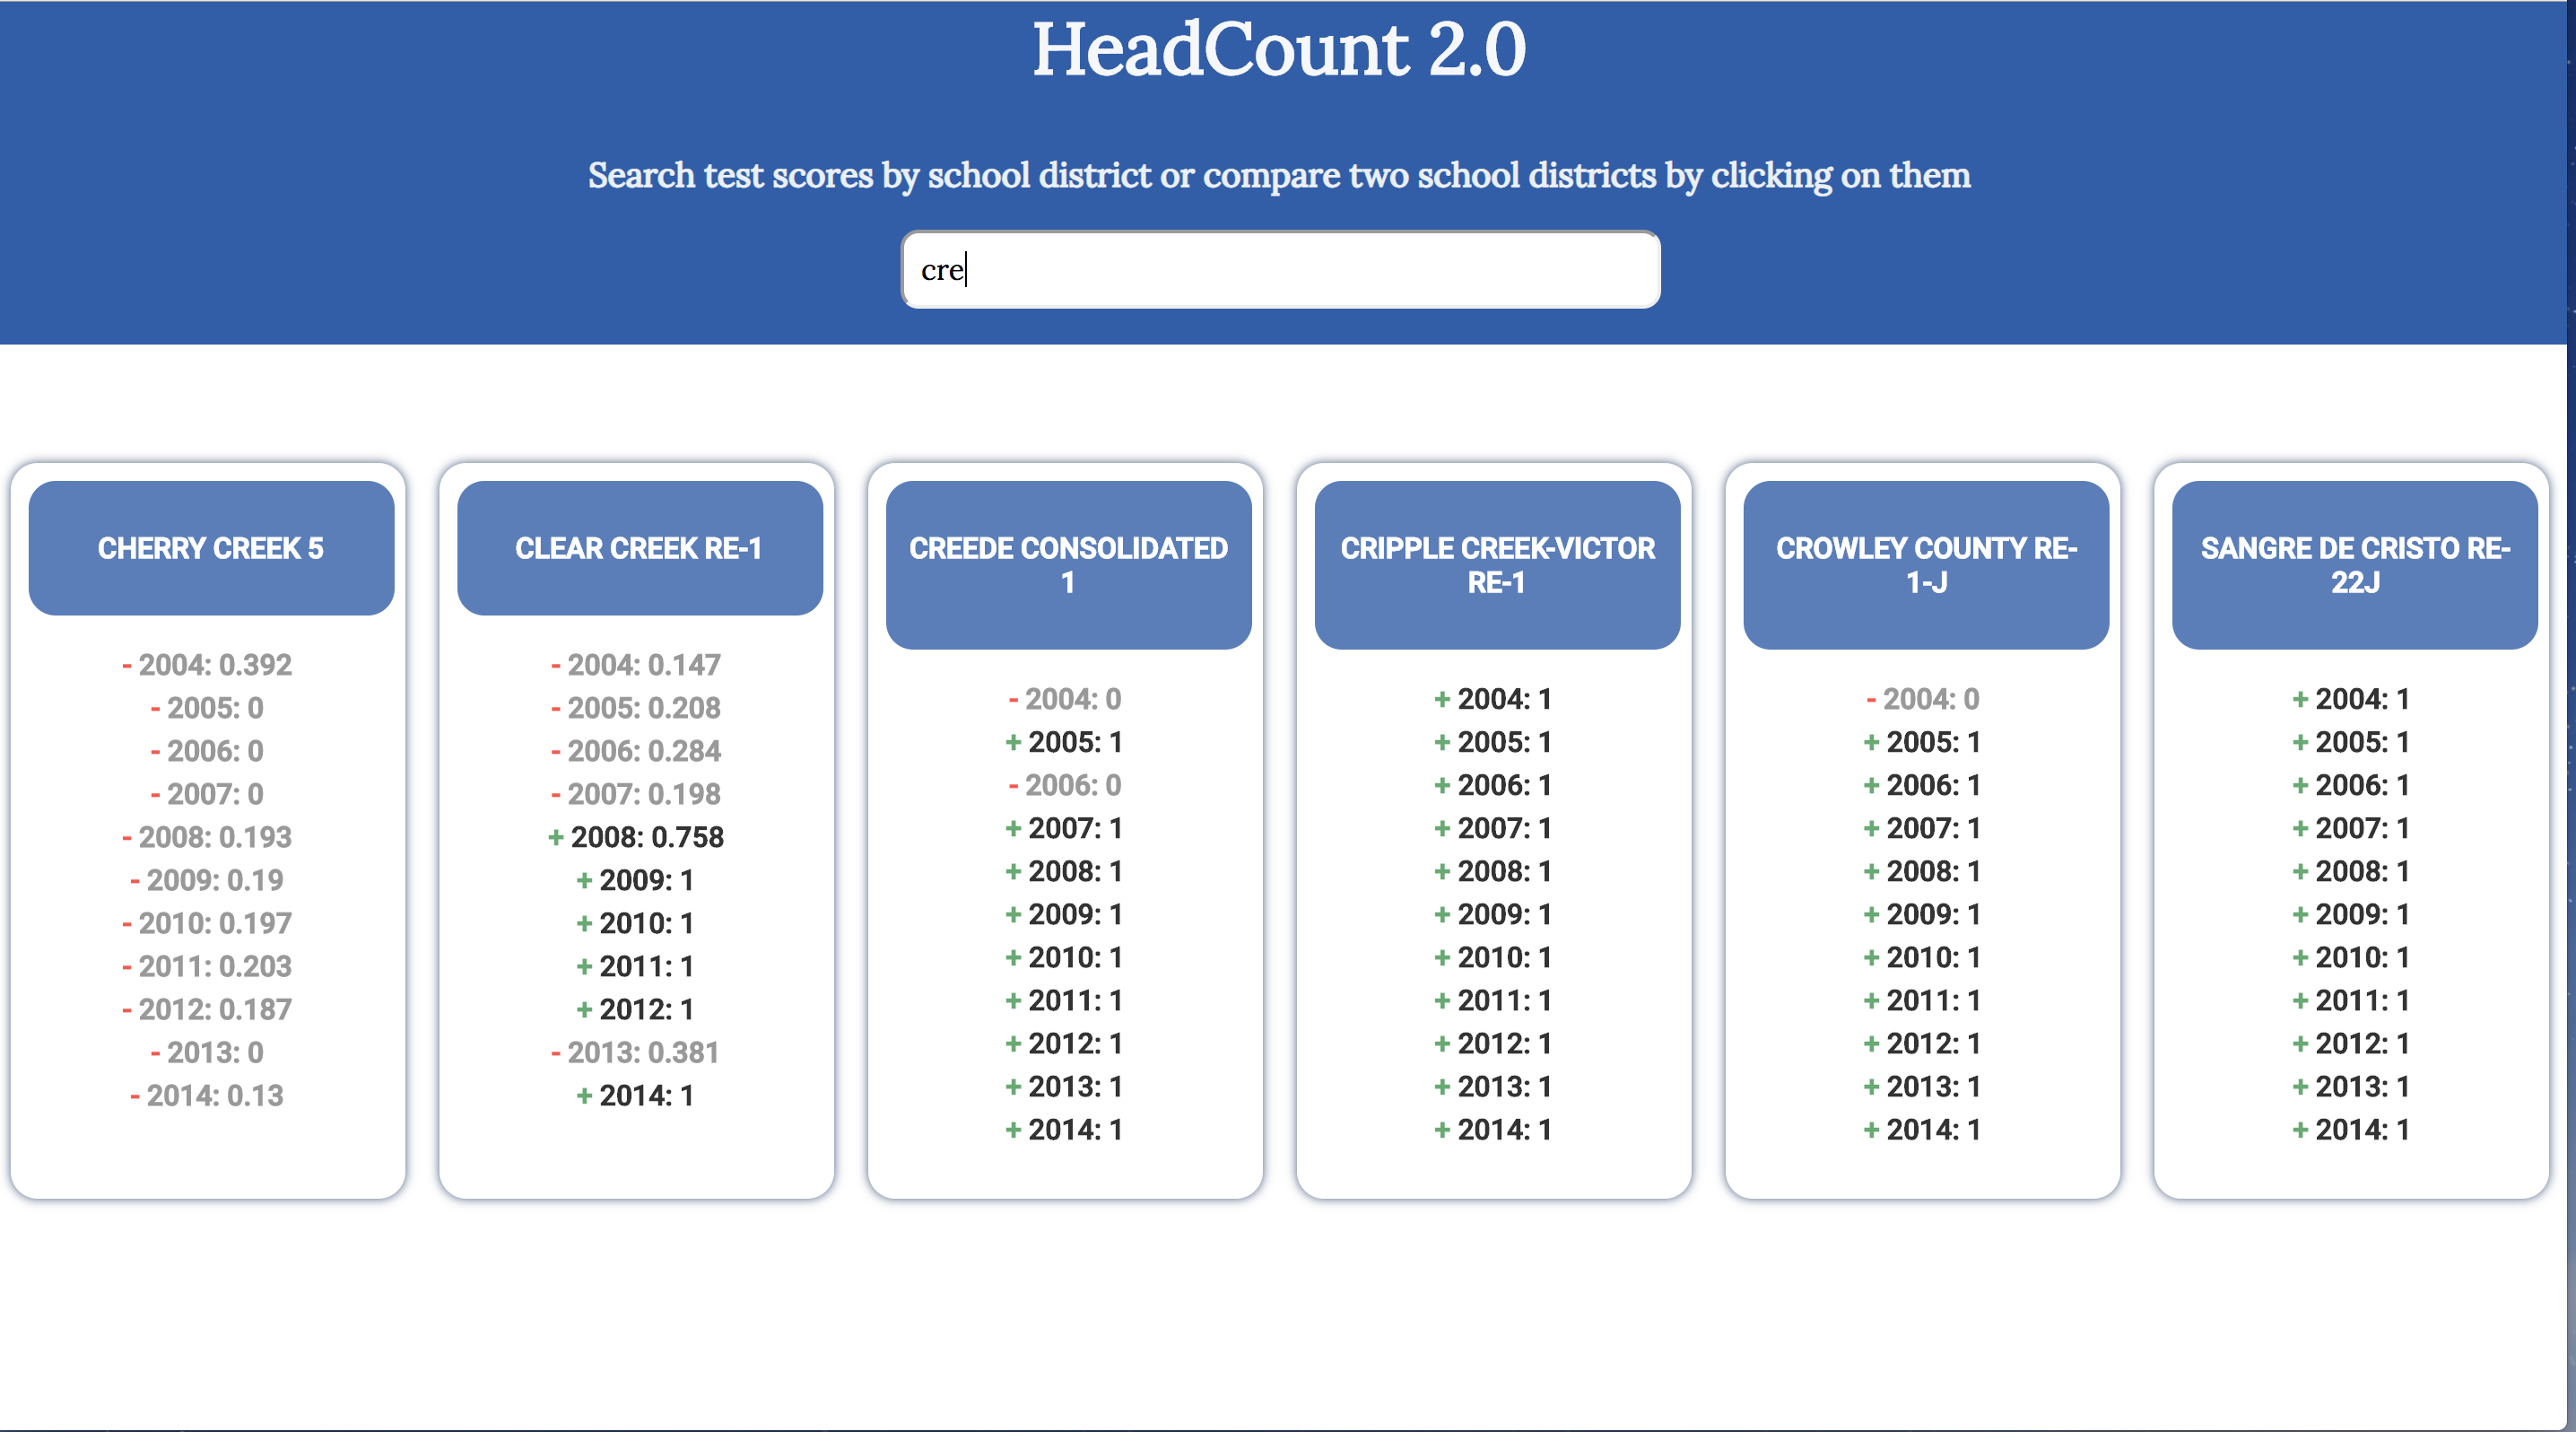 HeadCount 2.0
Search test scores by school district or compare two school districts by clicking on them
cre
CHERRY CREEK 5
- 2004: 0.392
- 2005: 0
- 2006: 0
- 2007: 0
- 2008: 0.193
- 2009: 0.19
- 2010: 0.197
- 2011: 0.203
- 2012: 0.187
- 2013: 0
- 2014: 0.13
CLEAR CREEK RE-1
- 2004: 0.147
- 2005: 0.208
- 2006: 0.284
- 2007: 0.198
+ 2008: 0.758
+ 2009: 1
+ 2010: 1
+ 2011: 1
+ 2012: 1
- 2013: 0.381
+ 2014: 1
CREEDE CONSOLIDATED
1
- 2004: 0
+ 2005: 1
- 2006: 0
+ 2007: 1
+ 2008: 1
+ 2009: 1
+ 2010: 1
+ 2011: 1
+ 2012: 1
+ 2013: 1
+ 2014: 1
CRIPPLE CREEK-VICTOR
RE-1
+ 2004: 1
+ 2005: 1
+ 2006: 1
+ 2007: 1
+ 2008: 1
+ 2009: 1
+ 2010: 1
+ 2011: 1
+ 2012: 1
+ 2013: 1
+ 2014: 1
CROWLEY COUNTY RE-
1-J
- 2004: 0
+ 2005: 1
+ 2006: 1
+ 2007: 1
+ 2008: 1
+ 2009: 1
+ 2010: 1
+ 2011: 1
+ 2012: 1
+ 2013: 1
+ 2014: 1
SANGRE DE CRISTO RE-
22J
+ 2004: 1
+ 2005: 1
+ 2006: 1
+ 2007: 1
+ 2008: 1
+ 2009: 1
+ 2010: 1
+ 2011: 1
+ 2012: 1
+ 2013: 1
+ 2014: 1